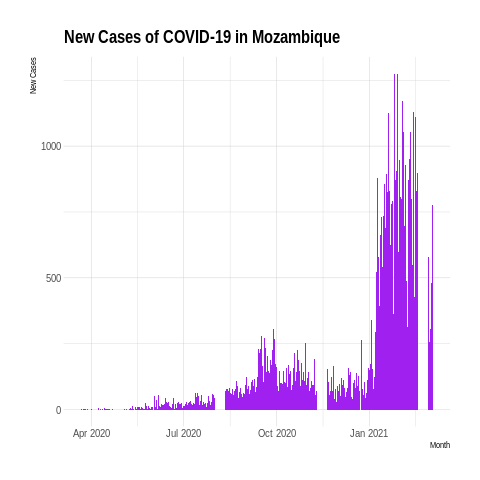 New Cases of COVID-19 in Mozambique
New Cases
1000
500
0
Apr 2020 Jul 2020 Oct 2020 Jan 2021
Month